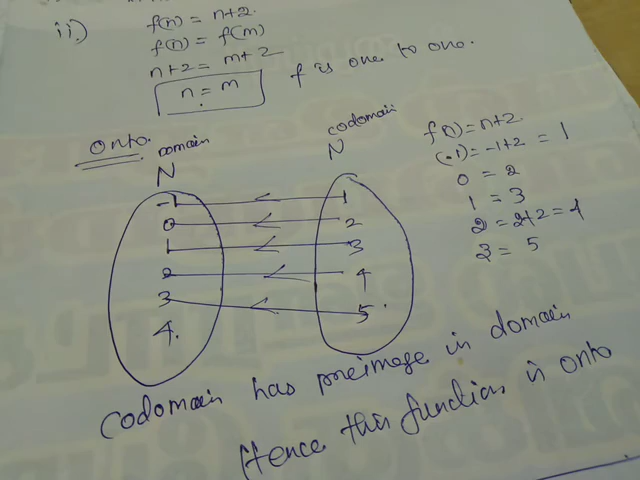 ii.) f(n) = n+2.
f(n) = f(m)
n+2 = m+2
n = m f is one to one.
Onto.
Domain codomain
N N
-1 1
0 2
1 3
2 4
3 5.
4.
f(n) = n+2.
(-1) = -1+2 = 1
0 = 2
1 = 3
2 = 2+2 = 4
3 = 5
Codomain has preimage in domain
Hence this function is onto